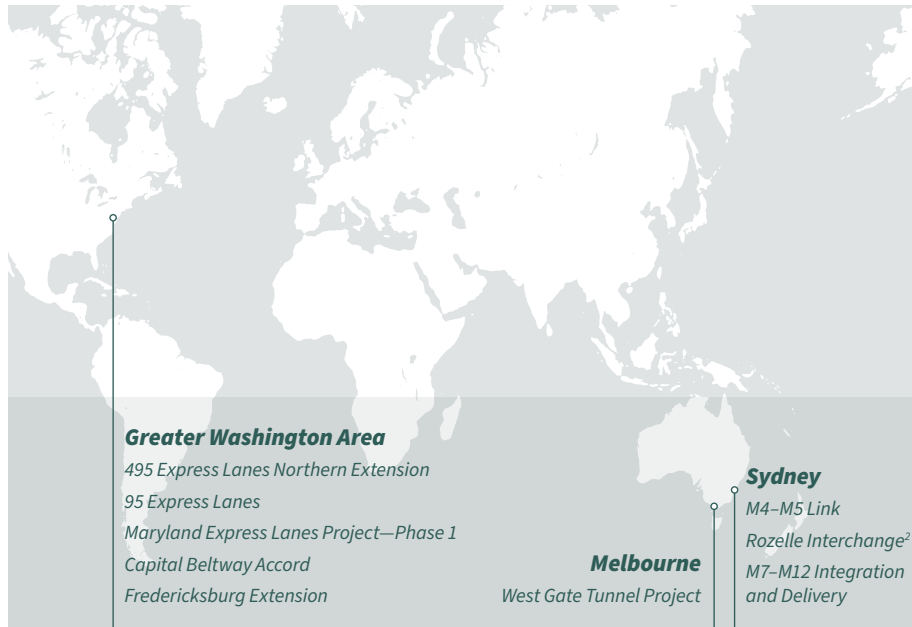 Greater Washington Area
495 Express Lanes Northern Extension
95 Express Lanes
Maryland Express Lanes Project—Phase 1
Capital Beltway Accord
Fredericksburg Extension
Melbourne
West Gate Tunnel Project
Sydney
M4–M5 Link
Rozelle Interchange²
M7–M12 Integration
and Delivery